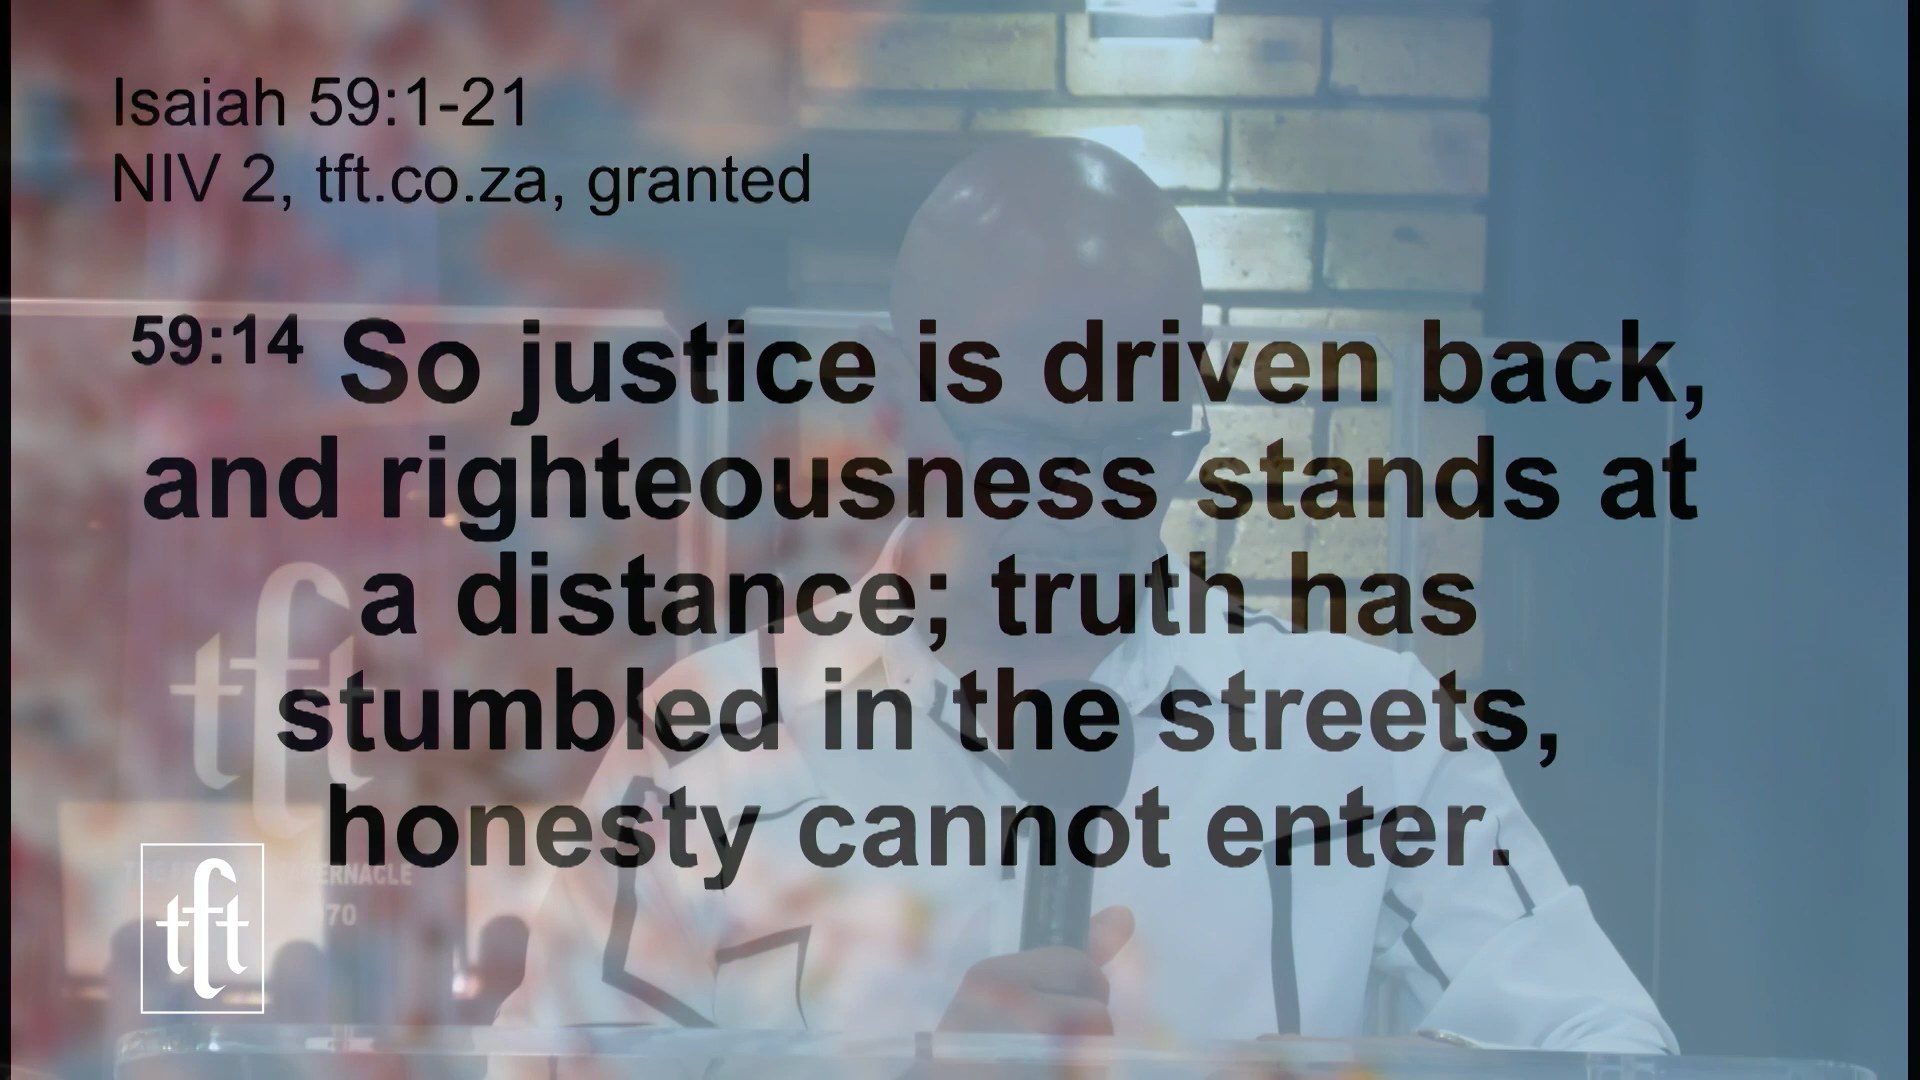 Isaiah 59:1-21
NIV 2, tft.co.za, granted
59:14 So justice is driven back,
and righteousness stands at
a distance; truth has
stumbled in the streets,
honesty cannot enter.
tft
tft